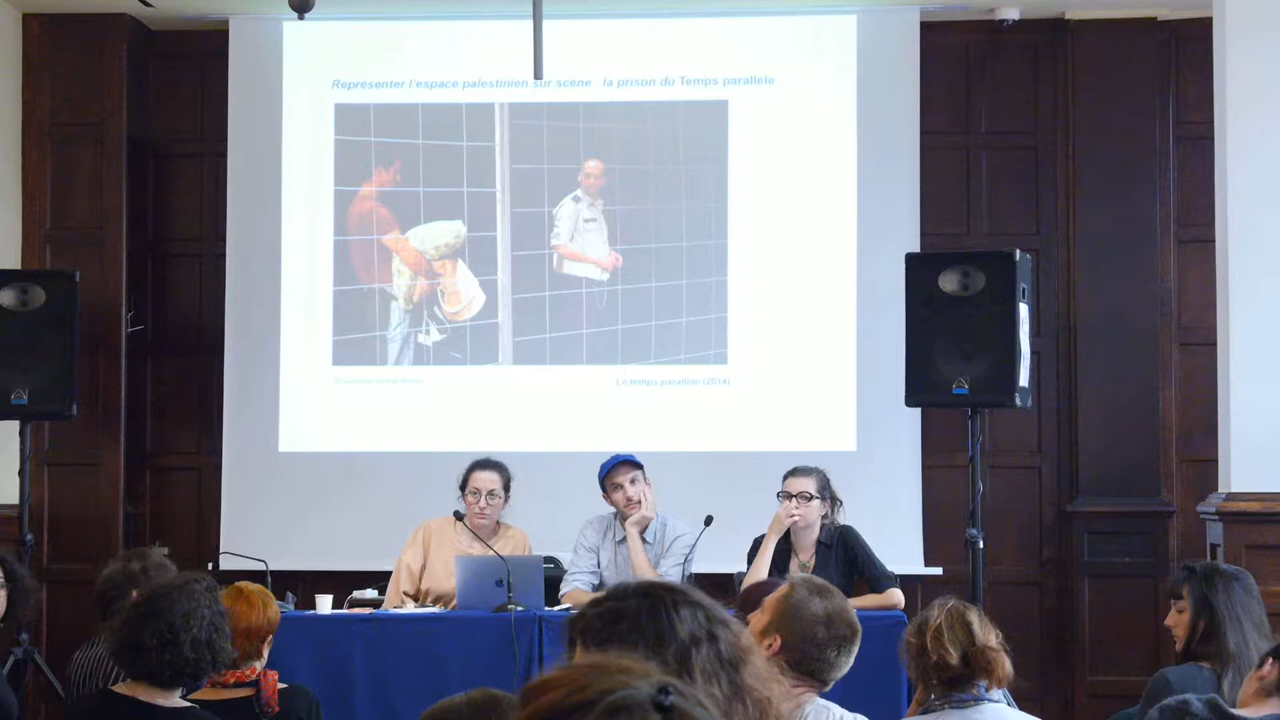 Représenter l'espace palestinien sur scène : la prison du Temps parallèle
Le temps parallèle (2014)